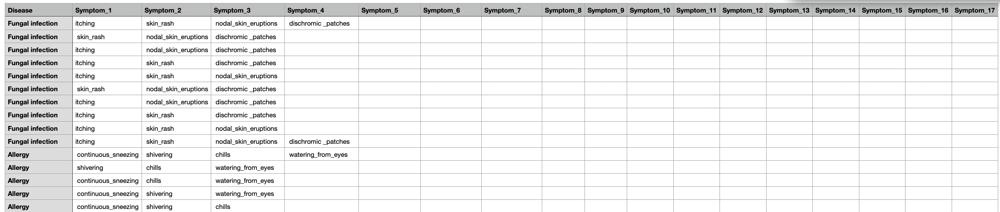 Disease Symptom_1 Symptom_2 Symptom_3 Symptom_4 Symptom_5 Symptom_6 Symptom_7 Symptom_8 Symptom_9 Symptom_10 Symptom_11 Symptom_12 Symptom_13 Symptom_14 Symptom_15 Symptom_16 Symptom_17
Fungal infection itching skin_rash nodal_skin_eruptions dischromic _patches
Fungal infection skin_rash nodal_skin_eruptions dischromic _patches
Fungal infection itching nodal_skin_eruptions dischromic _patches
Fungal infection itching skin_rash dischromic _patches
Fungal infection itching skin_rash nodal_skin_eruptions
Fungal infection skin_rash nodal_skin_eruptions dischromic _patches
Fungal infection itching nodal_skin_eruptions dischromic _patches
Fungal infection itching skin_rash dischromic _patches
Fungal infection itching skin_rash nodal_skin_eruptions
Fungal infection itching skin_rash nodal_skin_eruptions dischromic _patches
Allergy continuous_sneezing shivering chills watering_from_eyes
Allergy shivering chills watering_from_eyes
Allergy continuous_sneezing chills watering_from_eyes
Allergy continuous_sneezing shivering watering_from_eyes
Allergy continuous_sneezing shivering chills